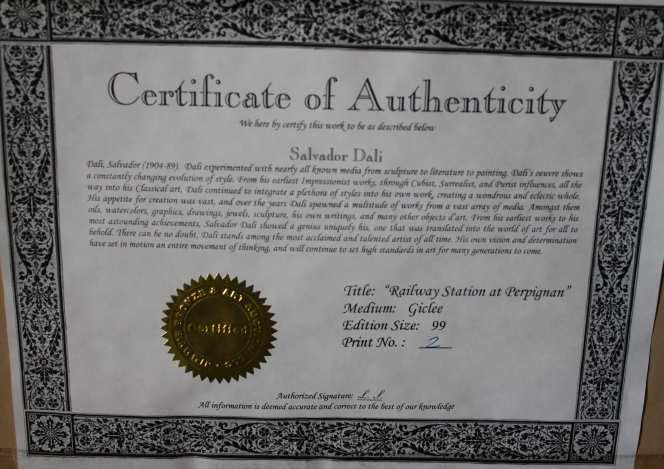 Certificate of Authenticity
We here by certify this work to be as described below
Salvador Dali
Dali, Salvador (1904-89). Dali experimented with nearly all known media from sculpture to literature to painting. Dali's oeuvre shows
a constantly changing evolution of style. From his earliest Impressionist works, through Cubist, Surrealist, and Purist influences, all the
way into his Classical art, Dali continued to integrate a plethora of styles into his own work, creating a wondrous and eclectic whole.
His appetite for creation was vast, and over the years Dali spawned a multitude of works from a vast array of media. Amongst them
oils, watercolors, graphics, drawings, jewels, sculpture, his own writings, and many other objects d'art. From his earliest works to his
most astounding achievements, Salvador Dali showed a genius uniquely his, one that was translated into the world of art for all to
behold. There can be no doubt, Dali stands among the most acclaimed and talented artist of all time. His own vision and determination
have set in motion an entire movement of thinking, and will continue to set high standards in art for many generations to come.
Title: "Railway Station at Perpignan"
Medium: Giclee
Edition Size: 99
Print No. : 2
Certified
Authorized Signature:
All information is deemed accurate and correct to the best of our knowledge